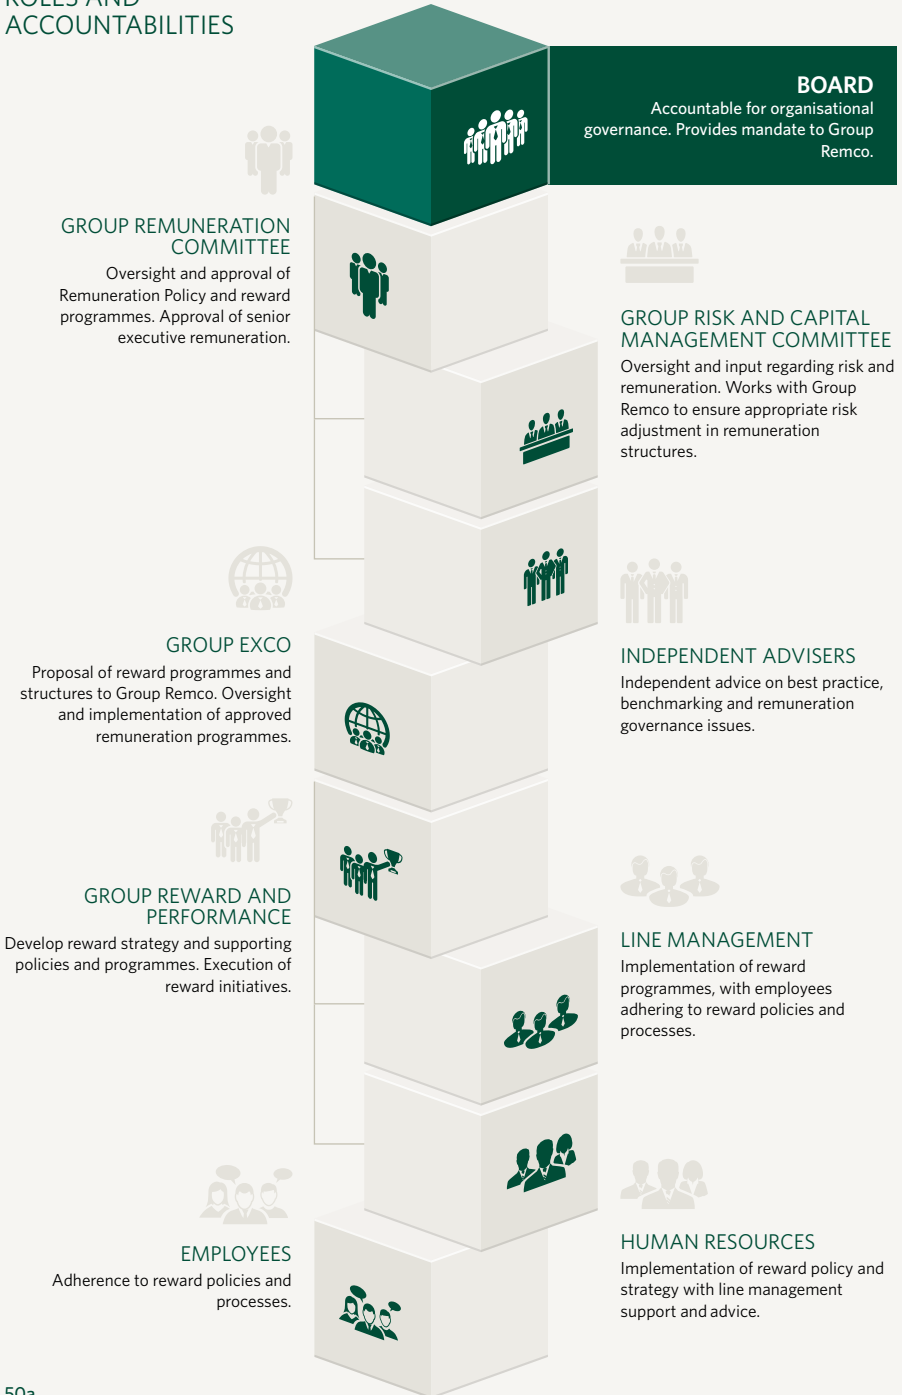 ROLES AND
ACCOUNTABILITIES
BOARD
Accountable for organisational
governance. Provides mandate to Group
Remco.
GROUP REMUNERATION
COMMITTEE
Oversight and approval of
Remuneration Policy and reward
programmes. Approval of senior
executive remuneration.
GROUP RISK AND CAPITAL
MANAGEMENT COMMITTEE
Oversight and input regarding risk and
remuneration. Works with Group
Remco to ensure appropriate risk
adjustment in remuneration
structures.
GROUP EXCO
Proposal of reward programmes and
structures to Group Remco. Oversight
and implementation of approved
remuneration programmes.
INDEPENDENT ADVISERS
Independent advice on best practice,
benchmarking and remuneration
governance issues.
GROUP REWARD AND
PERFORMANCE
Develop reward strategy and supporting
policies and programmes. Execution of
reward initiatives.
LINE MANAGEMENT
Implementation of reward
programmes, with employees
adhering to reward policies and
processes.
EMPLOYEES
Adherence to reward policies and
processes.
HUMAN RESOURCES
Implementation of reward policy and
strategy with line management
support and advice.
50a